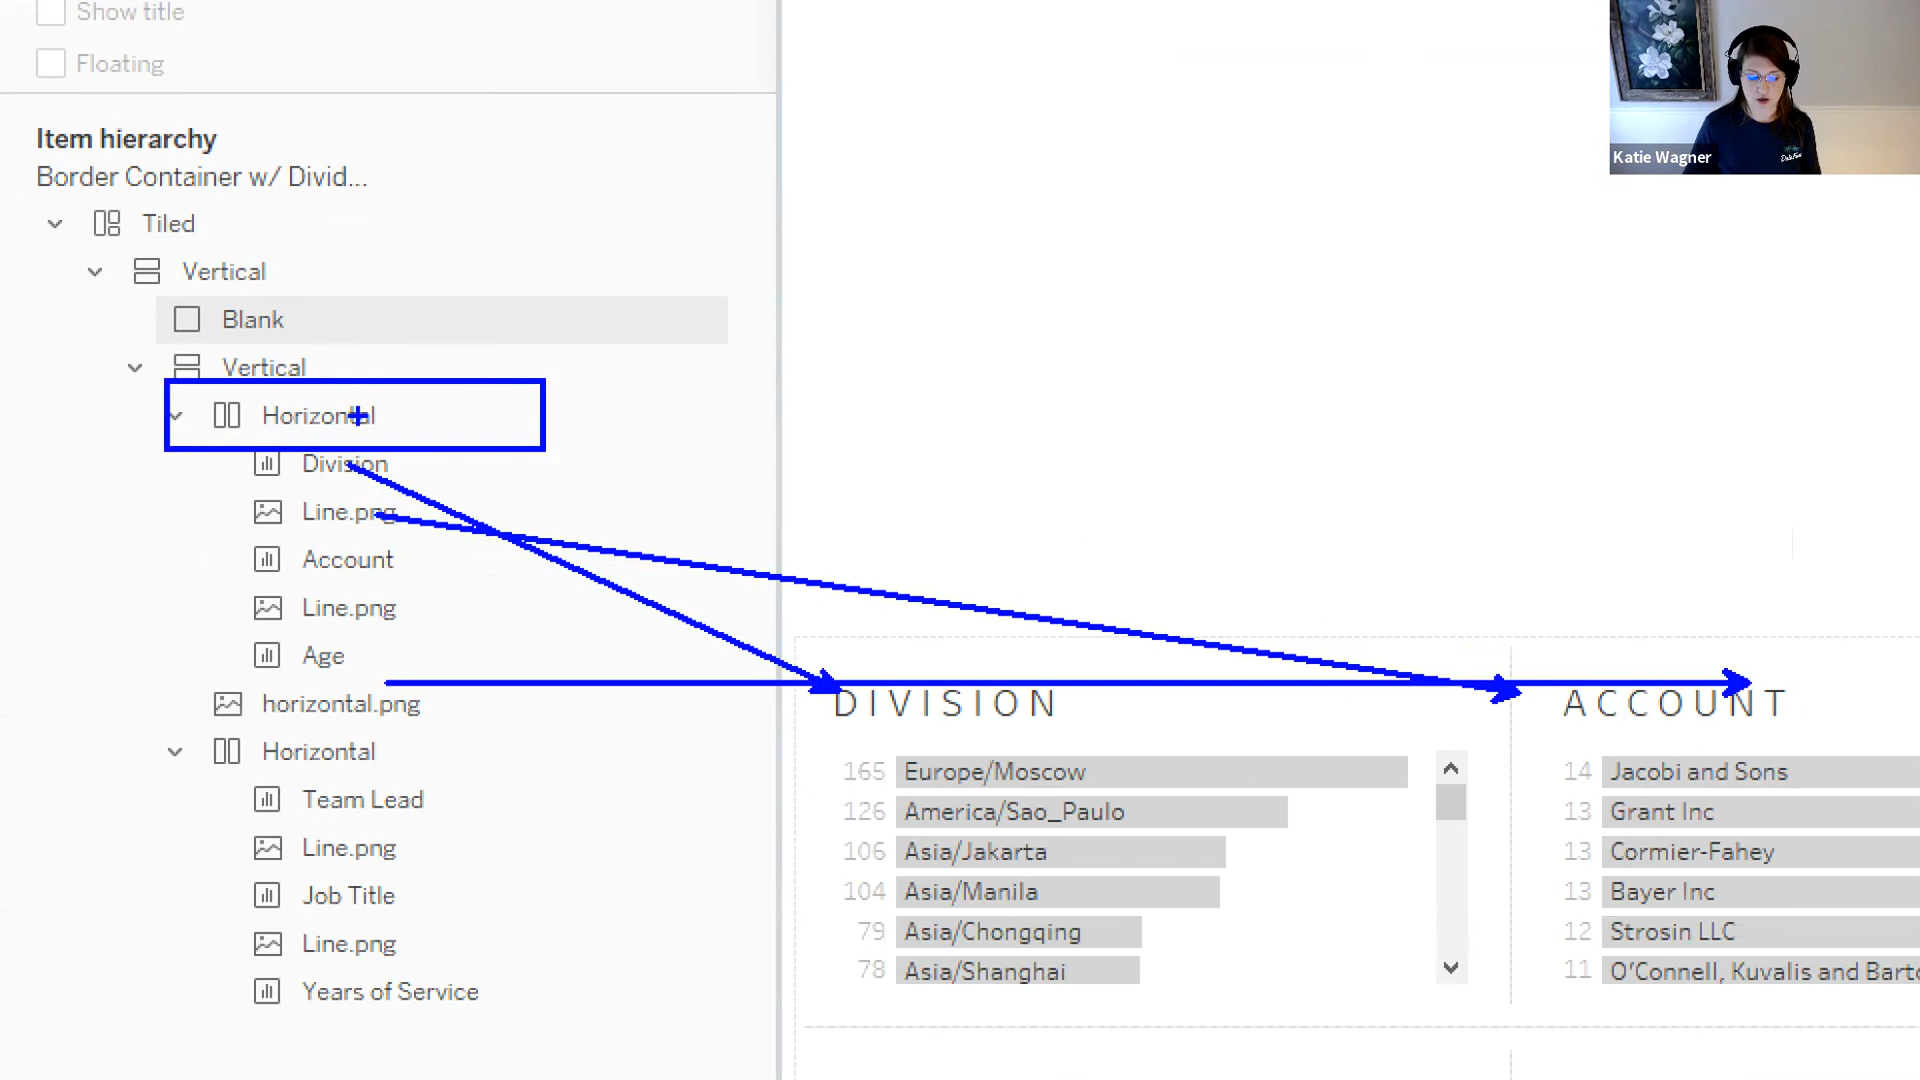 Show title
Floating
Katie Wagner
Item hierarchy
Border Container w/ Divid...
Tiled
Vertical
Blank
Vertical
Horizontal
Division
Line.png
Account
Line.png
Age
horizontal.png
Horizontal
Team Lead
Line.png
Job Title
Line.png
Years of Service
DIVISION
165 Europe/Moscow
126 America/Sao_Paulo
106 Asia/Jakarta
104 Asia/Manila
79 Asia/Chongqing
78 Asia/Shanghai
ACCOUNT
14 Jacobi and Sons
13 Grant Inc
13 Cormier-Fahey
13 Bayer Inc
12 Strosin LLC
11 O'Connell, Kuvalis and Barto